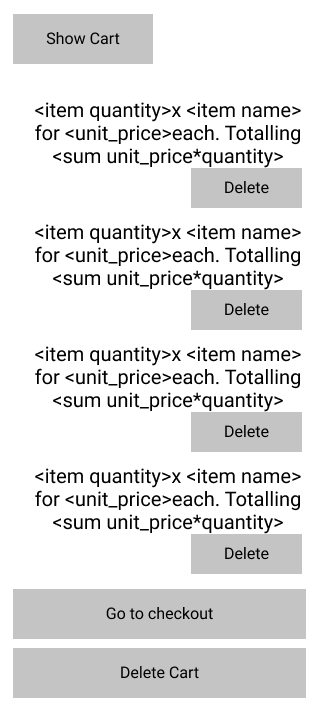 Show Cart
<item quantity>x <item name>
for <unit_price>each. Totalling
<sum unit_price*quantity>
Delete
<item quantity>x <item name>
for <unit_price>each. Totalling
<sum unit_price*quantity>
Delete
<item quantity>x <item name>
for <unit_price>each. Totalling
<sum unit_price*quantity>
Delete
<item quantity>x <item name>
for <unit_price>each. Totalling
<sum unit_price*quantity>
Delete
Go to checkout
Delete Cart